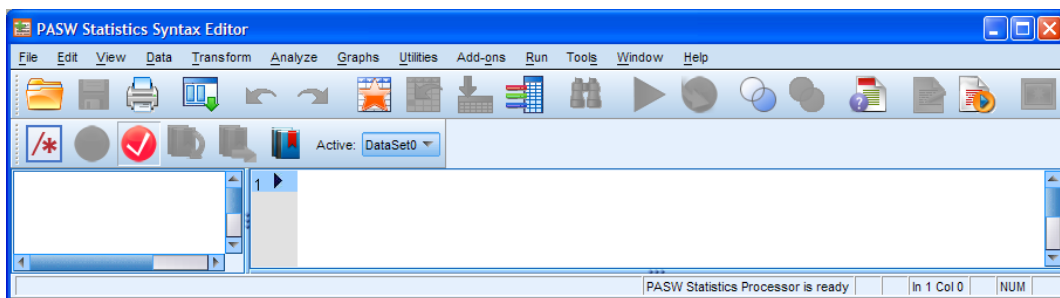 PASW Statistics Syntax Editor
File Edit View Data Transform Analyze Graphs Utilities Add-ons Run Tools Window Help
/*
Active: DataSet0
1
PASW Statistics Processor is ready In 1 Col 0 NUM